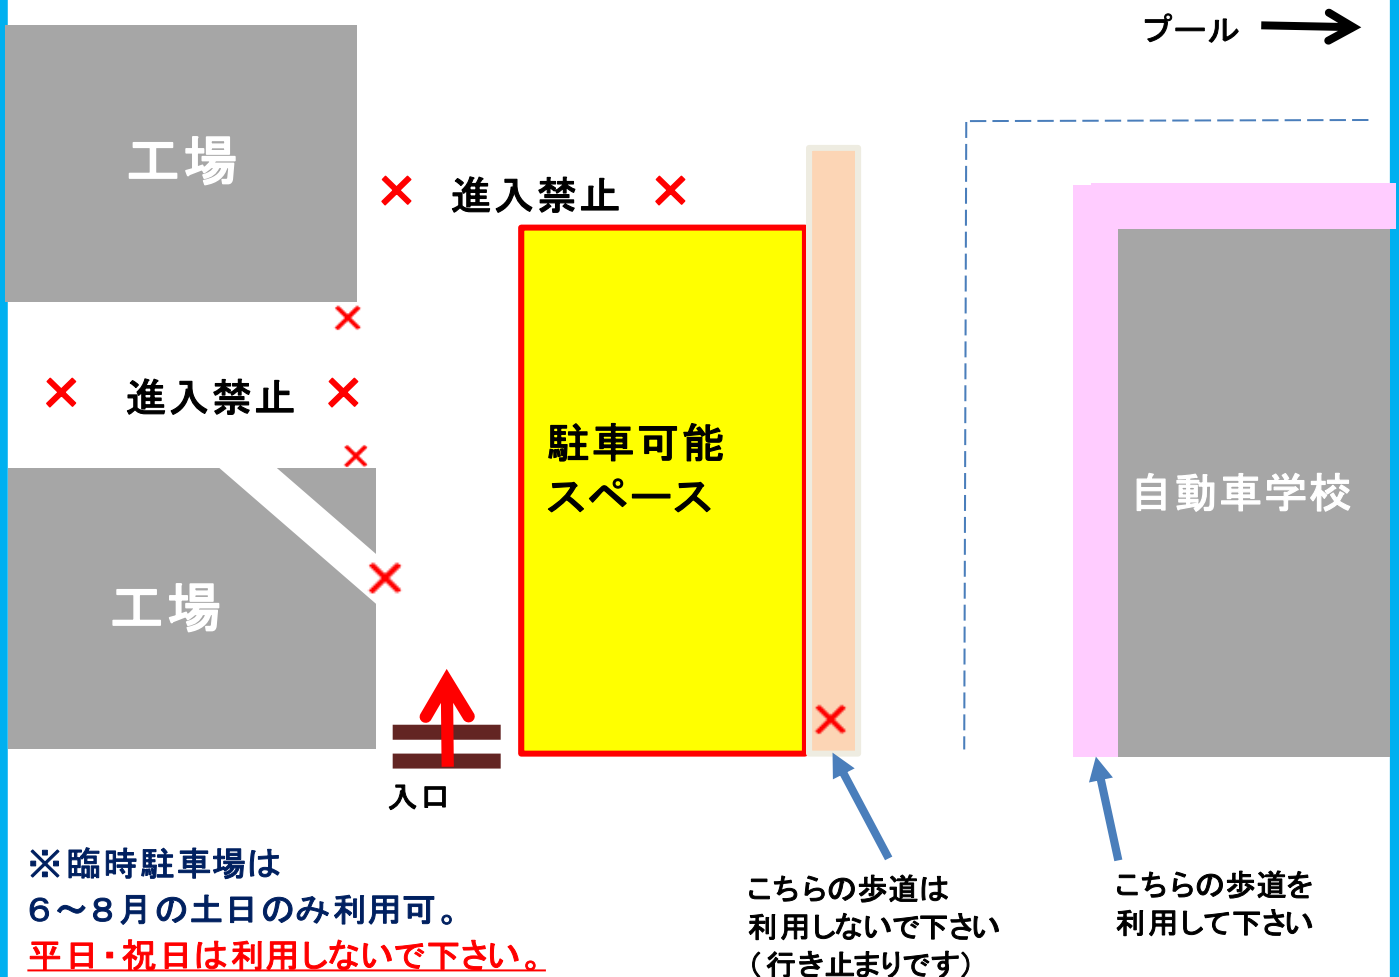 プール
工場
進入禁止
進入禁止
駐車可能
スペース
自動車学校
工場
入口
※臨時駐車場は
６～８月の土日のみ利用可。
平日・祝日は利用しないで下さい。
こちらの歩道は
利用しないで下さい
（行き止まりです）
こちらの歩道を
利用して下さい